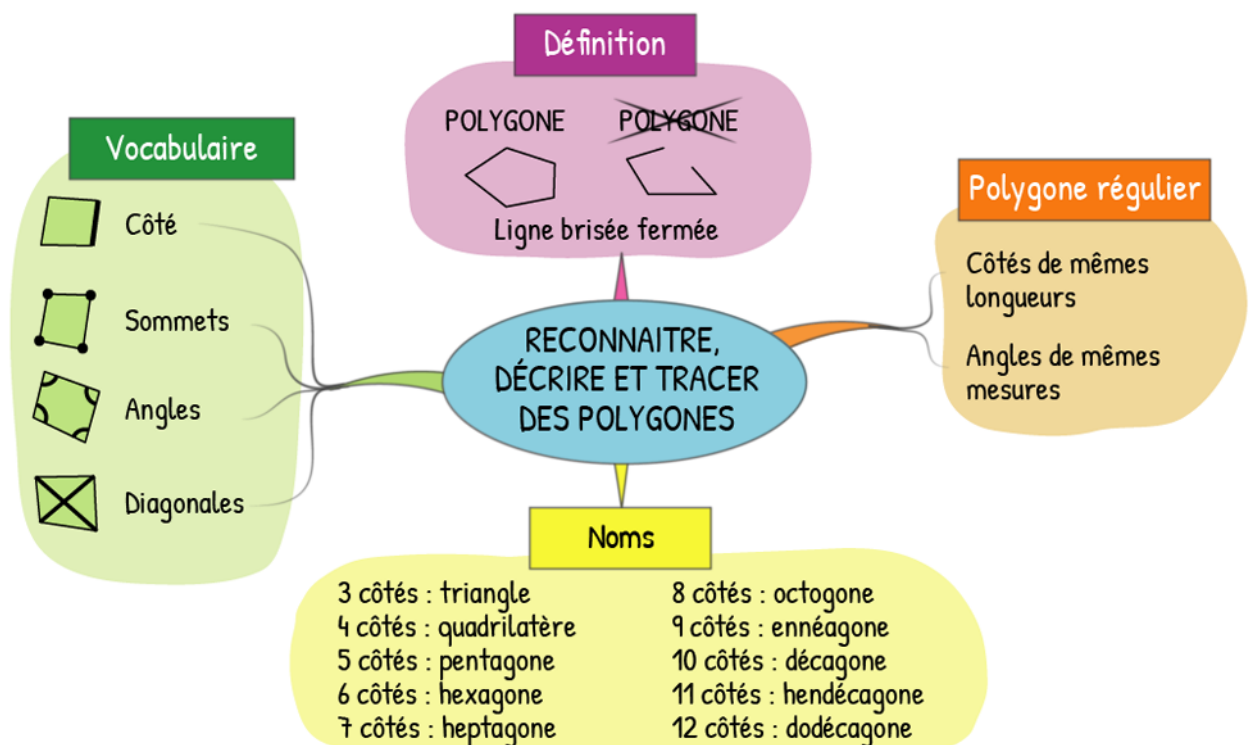 Définition
POLYGONE
POLYGONE
Ligne brisée fermée
Vocabulaire
Côté
Sommets
Angles
Diagonales
Polygone régulier
Côtés de mêmes
longueurs
Angles de mêmes
mesures
RECONNAITRE,
DÉCRIRE ET TRACER
DES POLYGONES
Noms
3 côtés : triangle
4 côtés : quadrilatère
5 côtés : pentagone
6 côtés : hexagone
7 côtés : heptagone
8 côtés : octogone
9 côtés : ennéagone
10 côtés : décagone
11 côtés : hendécagone
12 côtés : dodécagone